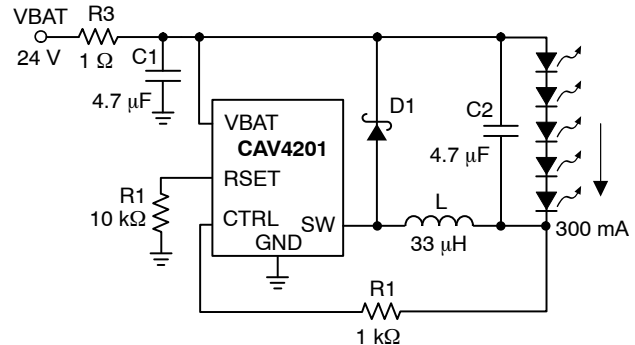 VBAT
R3
24 V
1 Ω
C1
4.7 μF
D1
C2
4.7 μF
VBAT
CAV4201
RSET
R1
10 kΩ
CTRL
SW
GND
L
33 μH
300 mA
R1
1 kΩ